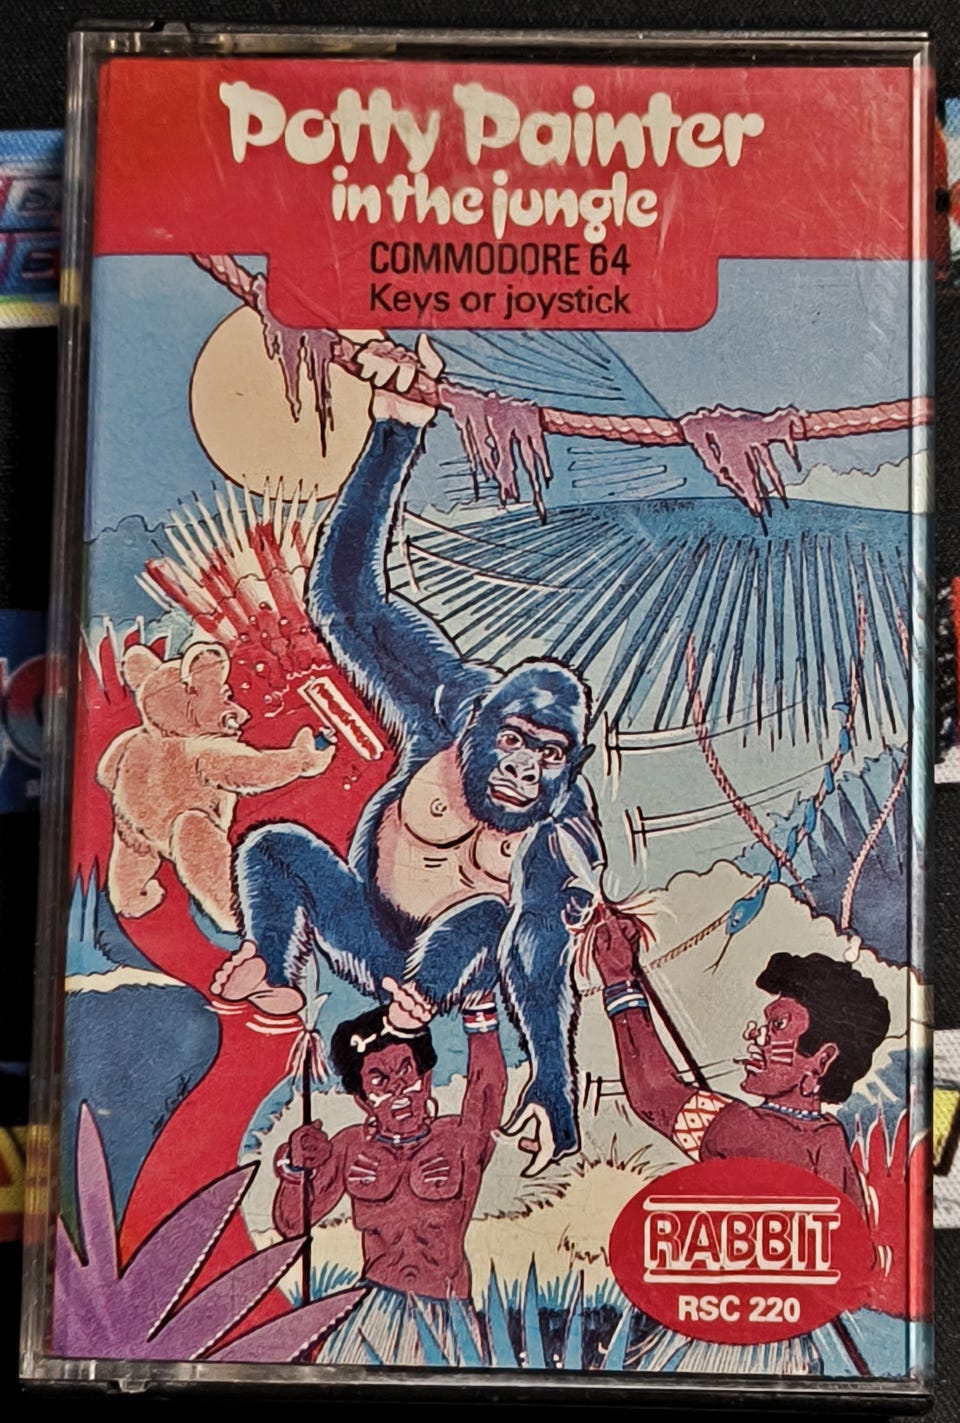 Potty Painter
in the jungle
COMMODORE 64
Keys or joystick
RABBIT
RSC 220